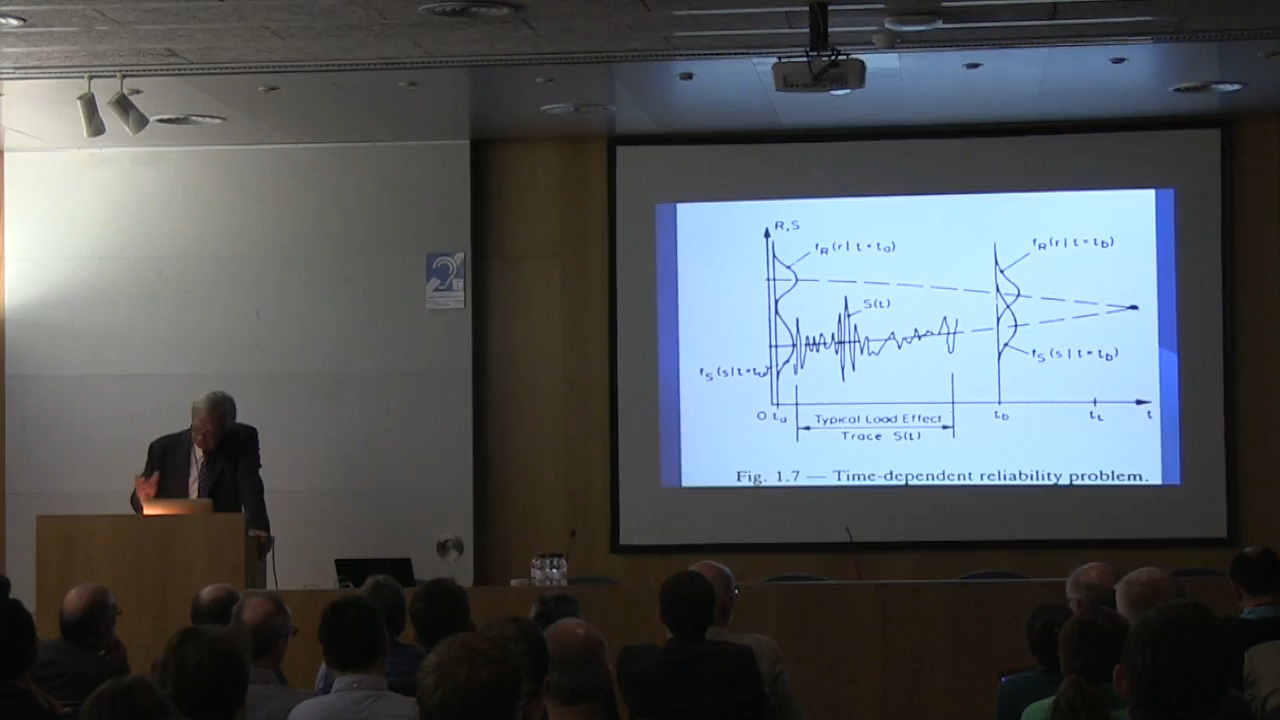 R, S
f_R(r | t = t_a)
f_R(r | t = t_b)
S(t)
f_S(s | t = t_a)
f_S(s | t = t_b)
O t_a
t_b
t_L
t
Typical Load Effect
Trace S(t)
Fig. 1.7 — Time-dependent reliability problem.